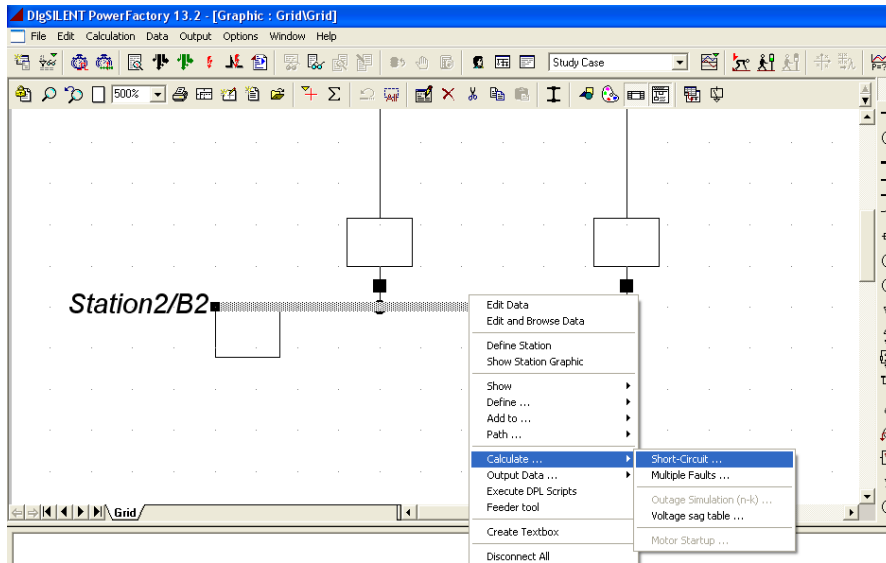 DIgSILENT PowerFactory 13.2 - [Graphic : Grid\Grid]
File Edit Calculation Data Output Options Window Help
Study Case
500%
Station2/B2
Edit Data
Edit and Browse Data
Define Station
Show Station Graphic
Show
Define ...
Add to ...
Path ...
Calculate ...
Output Data ...
Execute DPL Scripts
Feeder tool
Create Textbox
Disconnect All
Short-Circuit ...
Multiple Faults ...
Outage Simulation (n-k) ...
Voltage sag table ...
Motor Startup ...
Grid